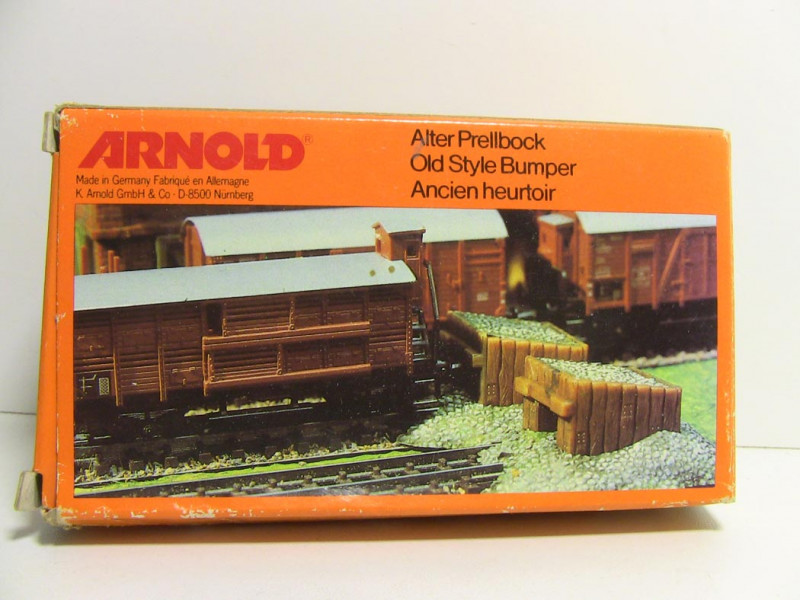 ARNOLD®
Made in Germany Fabriqué en Allemagne
K. Arnold GmbH & Co · D-8500 Nürnberg
Alter Prellbock
Old Style Bumper
Ancien heurtoir